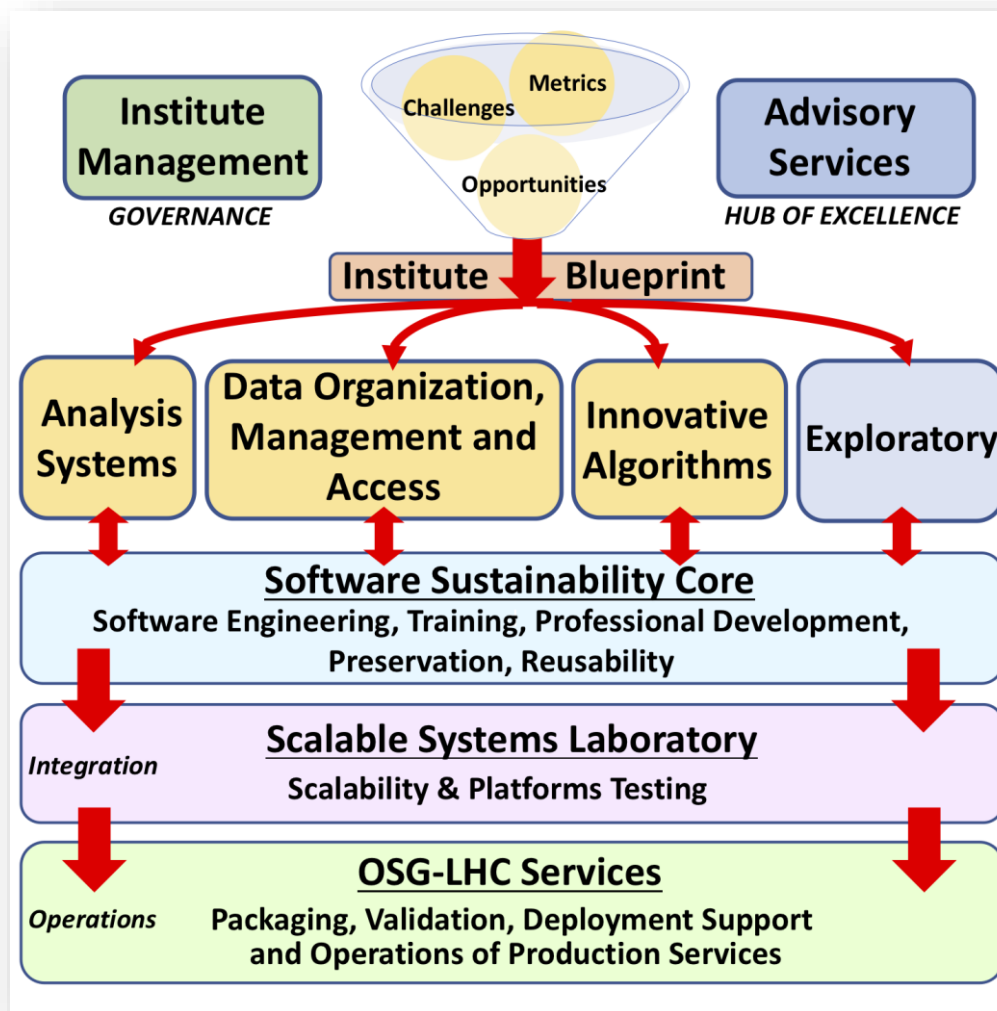 Institute
Management
GOVERNANCE
Challenges
Metrics
Opportunities
Advisory
Services
HUB OF EXCELLENCE
Institute Blueprint
Analysis
Systems
Data Organization,
Management and
Access
Innovative
Algorithms
Exploratory
Software Sustainability Core
Software Engineering, Training, Professional Development,
Preservation, Reusability
Scalable Systems Laboratory
Integration
Scalability & Platforms Testing
OSG-LHC Services
Operations
Packaging, Validation, Deployment Support
and Operations of Production Services